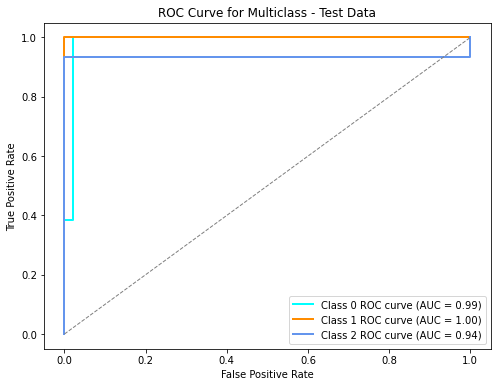 ROC Curve for Multiclass - Test Data
1.0
0.8
0.6
0.4
0.2
0.0
True Positive Rate
0.0 0.2 0.4 0.6 0.8 1.0
False Positive Rate
Class 0 ROC curve (AUC = 0.99)
Class 1 ROC curve (AUC = 1.00)
Class 2 ROC curve (AUC = 0.94)